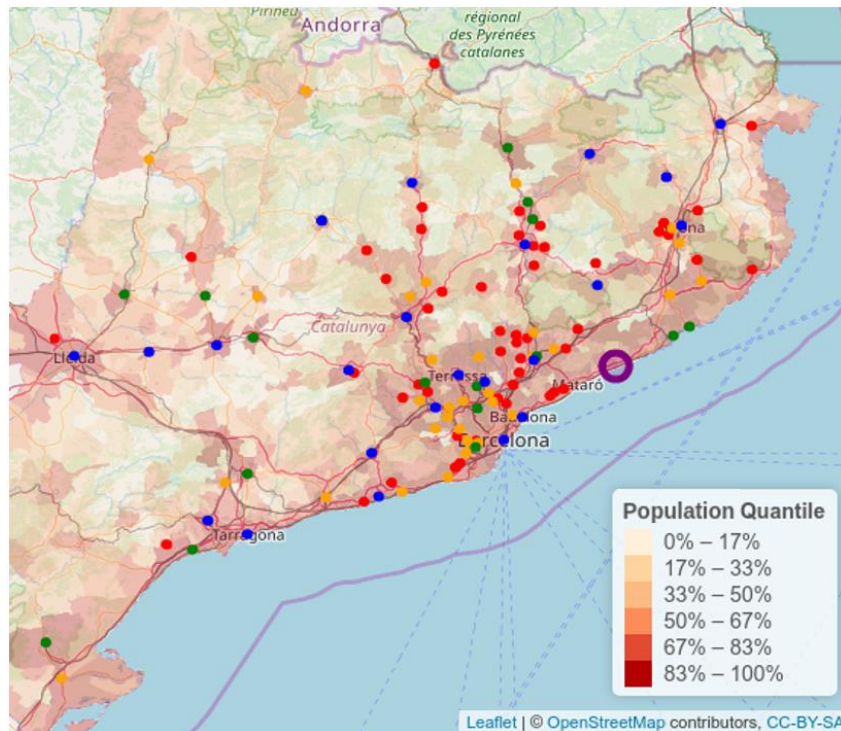 Pirineu
Andorra
régional
des Pyrénées
catalanes
Catalunya
Lleida
Terrassa
Mataró
Badalona
Barcelona
Tarragona
Population Quantile
0% – 17%
17% – 33%
33% – 50%
50% – 67%
67% – 83%
83% – 100%
Leaflet | © OpenStreetMap contributors, CC-BY-SA